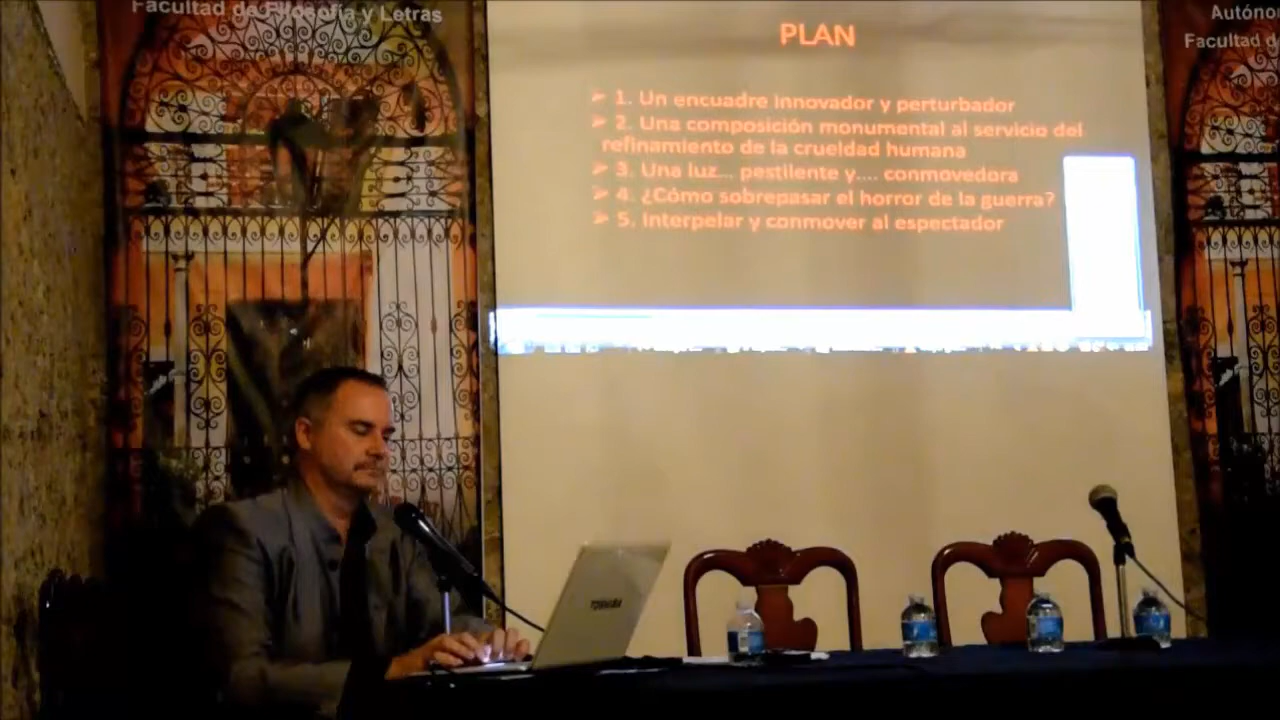 Facultad de Filosofía y Letras
PLAN
➢ 1. Un encuadre innovador y perturbador
➢ 2. Una composición monumental al servicio del
refinamiento de la crueldad humana
➢ 3. Una luz... pestilente y.... conmovedora
➢ 4. ¿Cómo sobrepasar el horror de la guerra?
➢ 5. Interpelar y conmover al espectador
Autóno
Facultad d
TOSHIBA